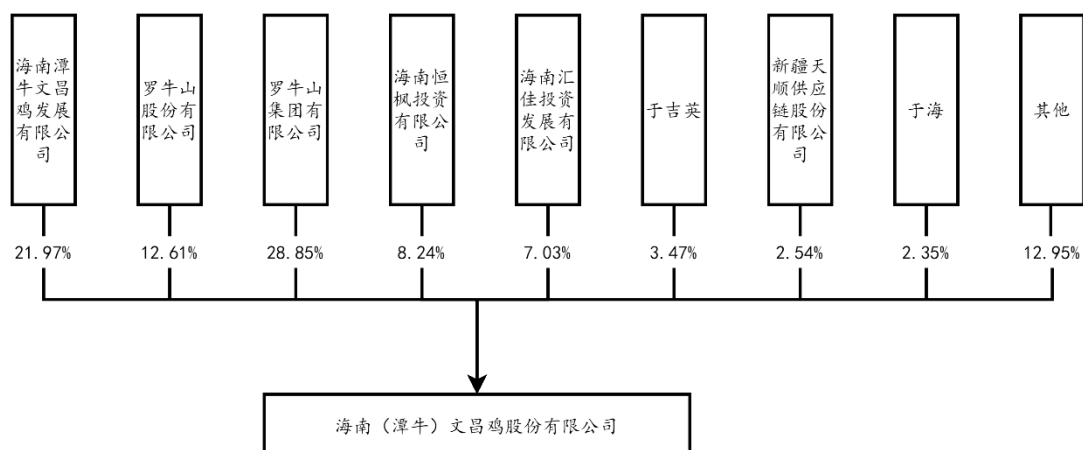 海南潭
牛文昌
鸡发展
有限公
司
罗牛山
股份有
限公司
罗牛山
集团有
限公司
海南恒
枫投资
有限公
司
海南汇
佳投资
发展有
限公司
于吉英
新疆天
顺供应
链股份
有限公
司
于海
其他
21.97%
12.61%
28.85%
8.24%
7.03%
3.47%
2.54%
2.35%
12.95%
海南（潭牛）文昌鸡股份有限公司